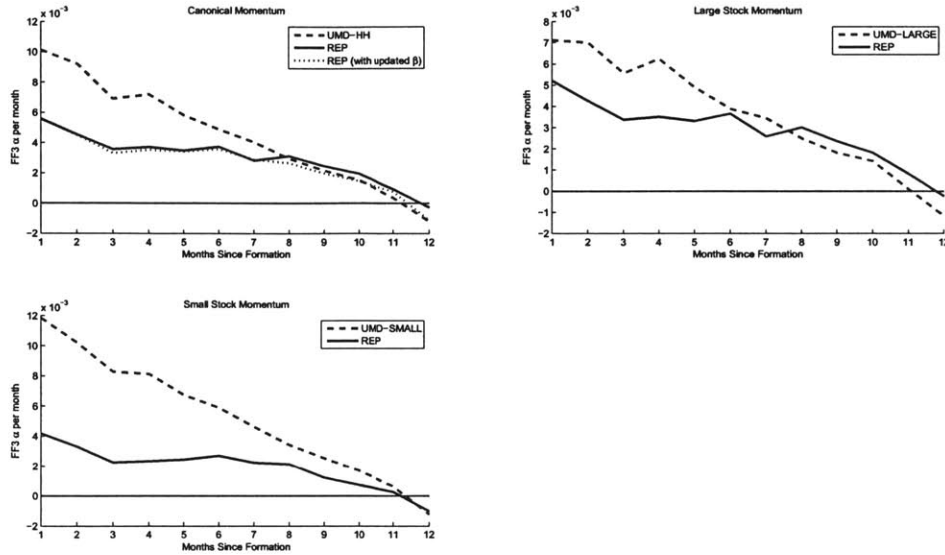 Canonical Momentum
x 10⁻³
12
10
8
6
4
2
0
−2
FF3 α per month
UMD−HH
REP
REP (with updated β)
1 2 3 4 5 6 7 8 9 10 11 12
Months Since Formation
Large Stock Momentum
x 10⁻³
8
7
6
5
4
3
2
1
0
−1
−2
FF3 α per month
UMD−LARGE
REP
1 2 3 4 5 6 7 8 9 10 11 12
Months Since Formation
Small Stock Momentum
x 10⁻³
12
10
8
6
4
2
0
−2
FF3 α per month
UMD−SMALL
REP
1 2 3 4 5 6 7 8 9 10 11 12
Months Since Formation